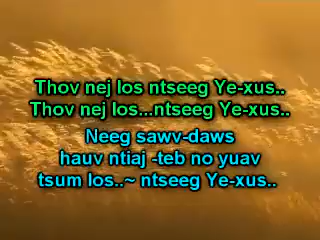 Thov nej los ntseeg Ye-xus..
Thov nej los...ntseeg Ye-xus..
Neeg sawv-daws
hauv ntiaj -teb no yuav
tsum los..~ ntseeg Ye-xus..